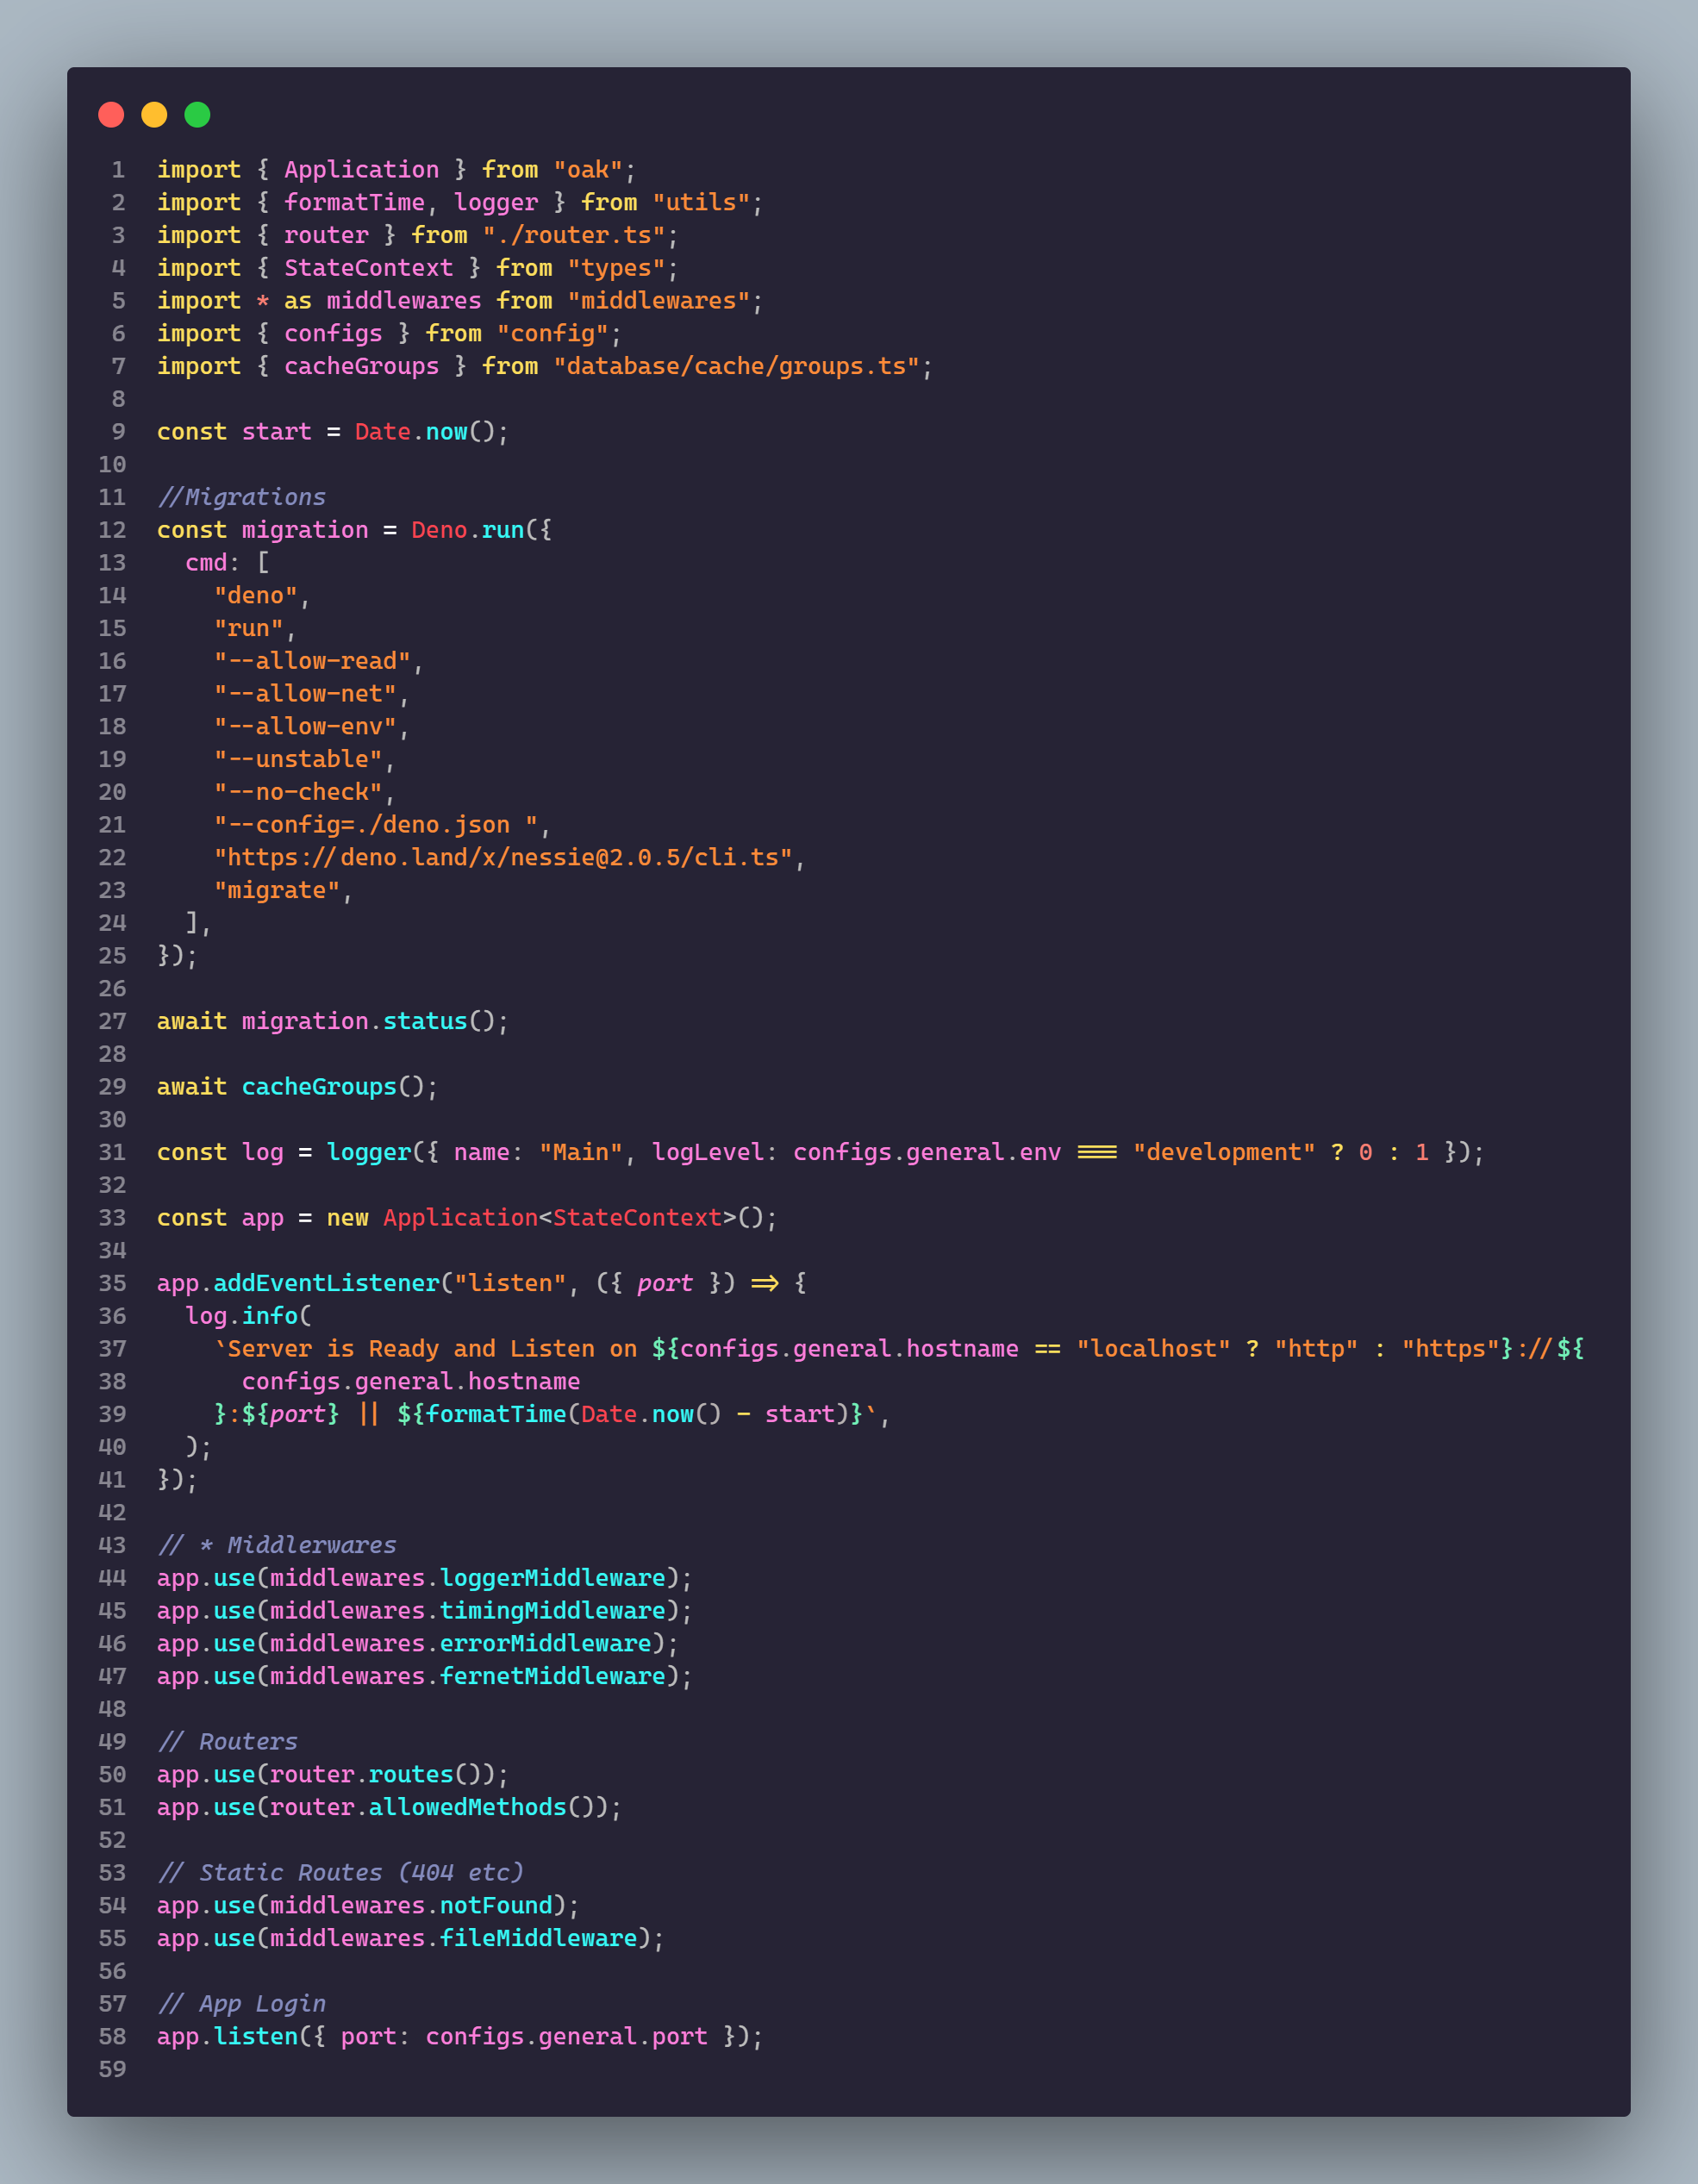 1 import { Application } from "oak";
2 import { formatTime, logger } from "utils";
3 import { router } from "./router.ts";
4 import { StateContext } from "types";
5 import * as middlewares from "middlewares";
6 import { configs } from "config";
7 import { cacheGroups } from "database/cache/groups.ts";
8
9 const start = Date.now();
10
11 //Migrations
12 const migration = Deno.run({
13   cmd: [
14     "deno",
15     "run",
16     "--allow-read",
17     "--allow-net",
18     "--allow-env",
19     "--unstable",
20     "--no-check",
21     "--config=./deno.json ",
22     "https://deno.land/x/nessie@2.0.5/cli.ts",
23     "migrate",
24   ],
25 });
26
27 await migration.status();
28
29 await cacheGroups();
30
31 const log = logger({ name: "Main", logLevel: configs.general.env === "development" ? 0 : 1 });
32
33 const app = new Application<StateContext>();
34
35 app.addEventListener("listen", ({ port }) => {
36   log.info(
37     `Server is Ready and Listen on ${configs.general.hostname == "localhost" ? "http" : "https"}://${
38       configs.general.hostname
39     }:${port} || ${formatTime(Date.now() - start)}`,
40   );
41 });
42
43 // * Middlerwares
44 app.use(middlewares.loggerMiddleware);
45 app.use(middlewares.timingMiddleware);
46 app.use(middlewares.errorMiddleware);
47 app.use(middlewares.fernetMiddleware);
48
49 // Routers
50 app.use(router.routes());
51 app.use(router.allowedMethods());
52
53 // Static Routes (404 etc)
54 app.use(middlewares.notFound);
55 app.use(middlewares.fileMiddleware);
56
57 // App Login
58 app.listen({ port: configs.general.port });
59